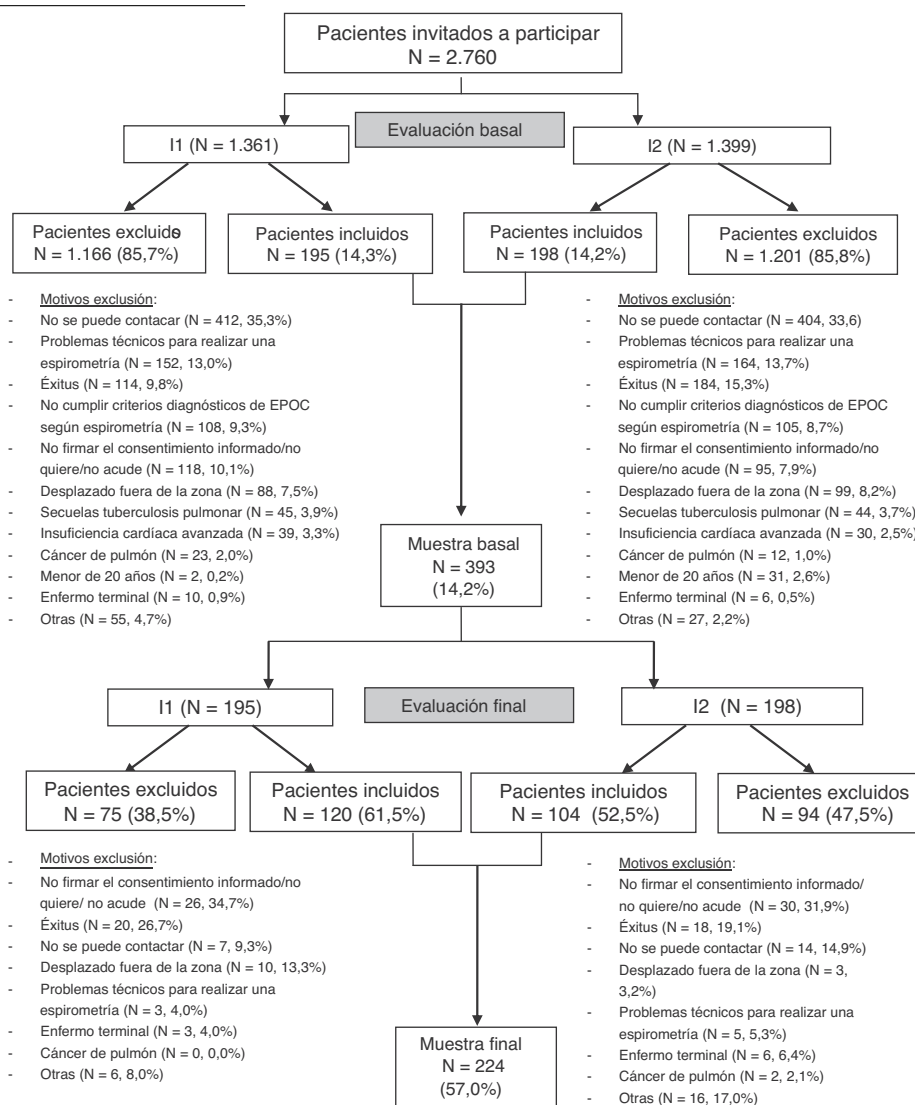 Pacientes invitados a participar
N = 2.760
Evaluación basal
I1 (N = 1.361)
I2 (N = 1.399)
Pacientes excluidos
N = 1.166 (85,7%)
Pacientes incluidos
N = 195 (14,3%)
Pacientes incluidos
N = 198 (14,2%)
Pacientes excluidos
N = 1.201 (85,8%)
- Motivos exclusión:
- No se puede contacar (N = 412, 35,3%)
- Problemas técnicos para realizar una
espirometría (N = 152, 13,0%)
- Éxitus (N = 114, 9,8%)
- No cumplir criterios diagnósticos de EPOC
según espirometría (N = 108, 9,3%)
- No firmar el consentimiento informado/no
quiere/no acude (N = 118, 10,1%)
- Desplazado fuera de la zona (N = 88, 7,5%)
- Secuelas tuberculosis pulmonar (N = 45, 3,9%)
- Insuficiencia cardíaca avanzada (N = 39, 3,3%)
- Cáncer de pulmón (N = 23, 2,0%)
- Menor de 20 años (N = 2, 0,2%)
- Enfermo terminal (N = 10, 0,9%)
- Otras (N = 55, 4,7%)
- Motivos exclusión:
- No se puede contactar (N = 404, 33,6)
- Problemas técnicos para realizar una
espirometría (N = 164, 13,7%)
- Éxitus (N = 184, 15,3%)
- No cumplir criterios diagnósticos de EPOC
según espirometría (N = 105, 8,7%)
- No firmar el consentimiento informado/no
quiere/no acude (N = 95, 7,9%)
- Desplazado fuera de la zona (N = 99, 8,2%)
- Secuelas tuberculosis pulmonar (N = 44, 3,7%)
- Insuficiencia cardíaca avanzada (N = 30, 2,5%)
- Cáncer de pulmón (N = 12, 1,0%)
- Menor de 20 años (N = 31, 2,6%)
- Enfermo terminal (N = 6, 0,5%)
- Otras (N = 27, 2,2%)
Muestra basal
N = 393
(14,2%)
Evaluación final
I1 (N = 195)
I2 (N = 198)
Pacientes excluidos
N = 75 (38,5%)
Pacientes incluidos
N = 120 (61,5%)
Pacientes incluidos
N = 104 (52,5%)
Pacientes excluidos
N = 94 (47,5%)
- Motivos exclusión:
- No firmar el consentimiento informado/no
quiere/ no acude (N = 26, 34,7%)
- Éxitus (N = 20, 26,7%)
- No se puede contactar (N = 7, 9,3%)
- Desplazado fuera de la zona (N = 10, 13,3%)
- Problemas técnicos para realizar una
espirometría (N = 3, 4,0%)
- Enfermo terminal (N = 3, 4,0%)
- Cáncer de pulmón (N = 0, 0,0%)
- Otras (N = 6, 8,0%)
- Motivos exclusión:
- No firmar el consentimiento informado/
no quiere/no acude (N = 30, 31,9%)
- Éxitus (N = 18, 19,1%)
- No se puede contactar (N = 14, 14,9%)
- Desplazado fuera de la zona (N = 3,
3,2%)
- Problemas técnicos para realizar una
espirometría (N = 5, 5,3%)
- Enfermo terminal (N = 6, 6,4%)
- Cáncer de pulmón (N = 2, 2,1%)
- Otras (N = 16, 17,0%)
Muestra final
N = 224
(57,0%)